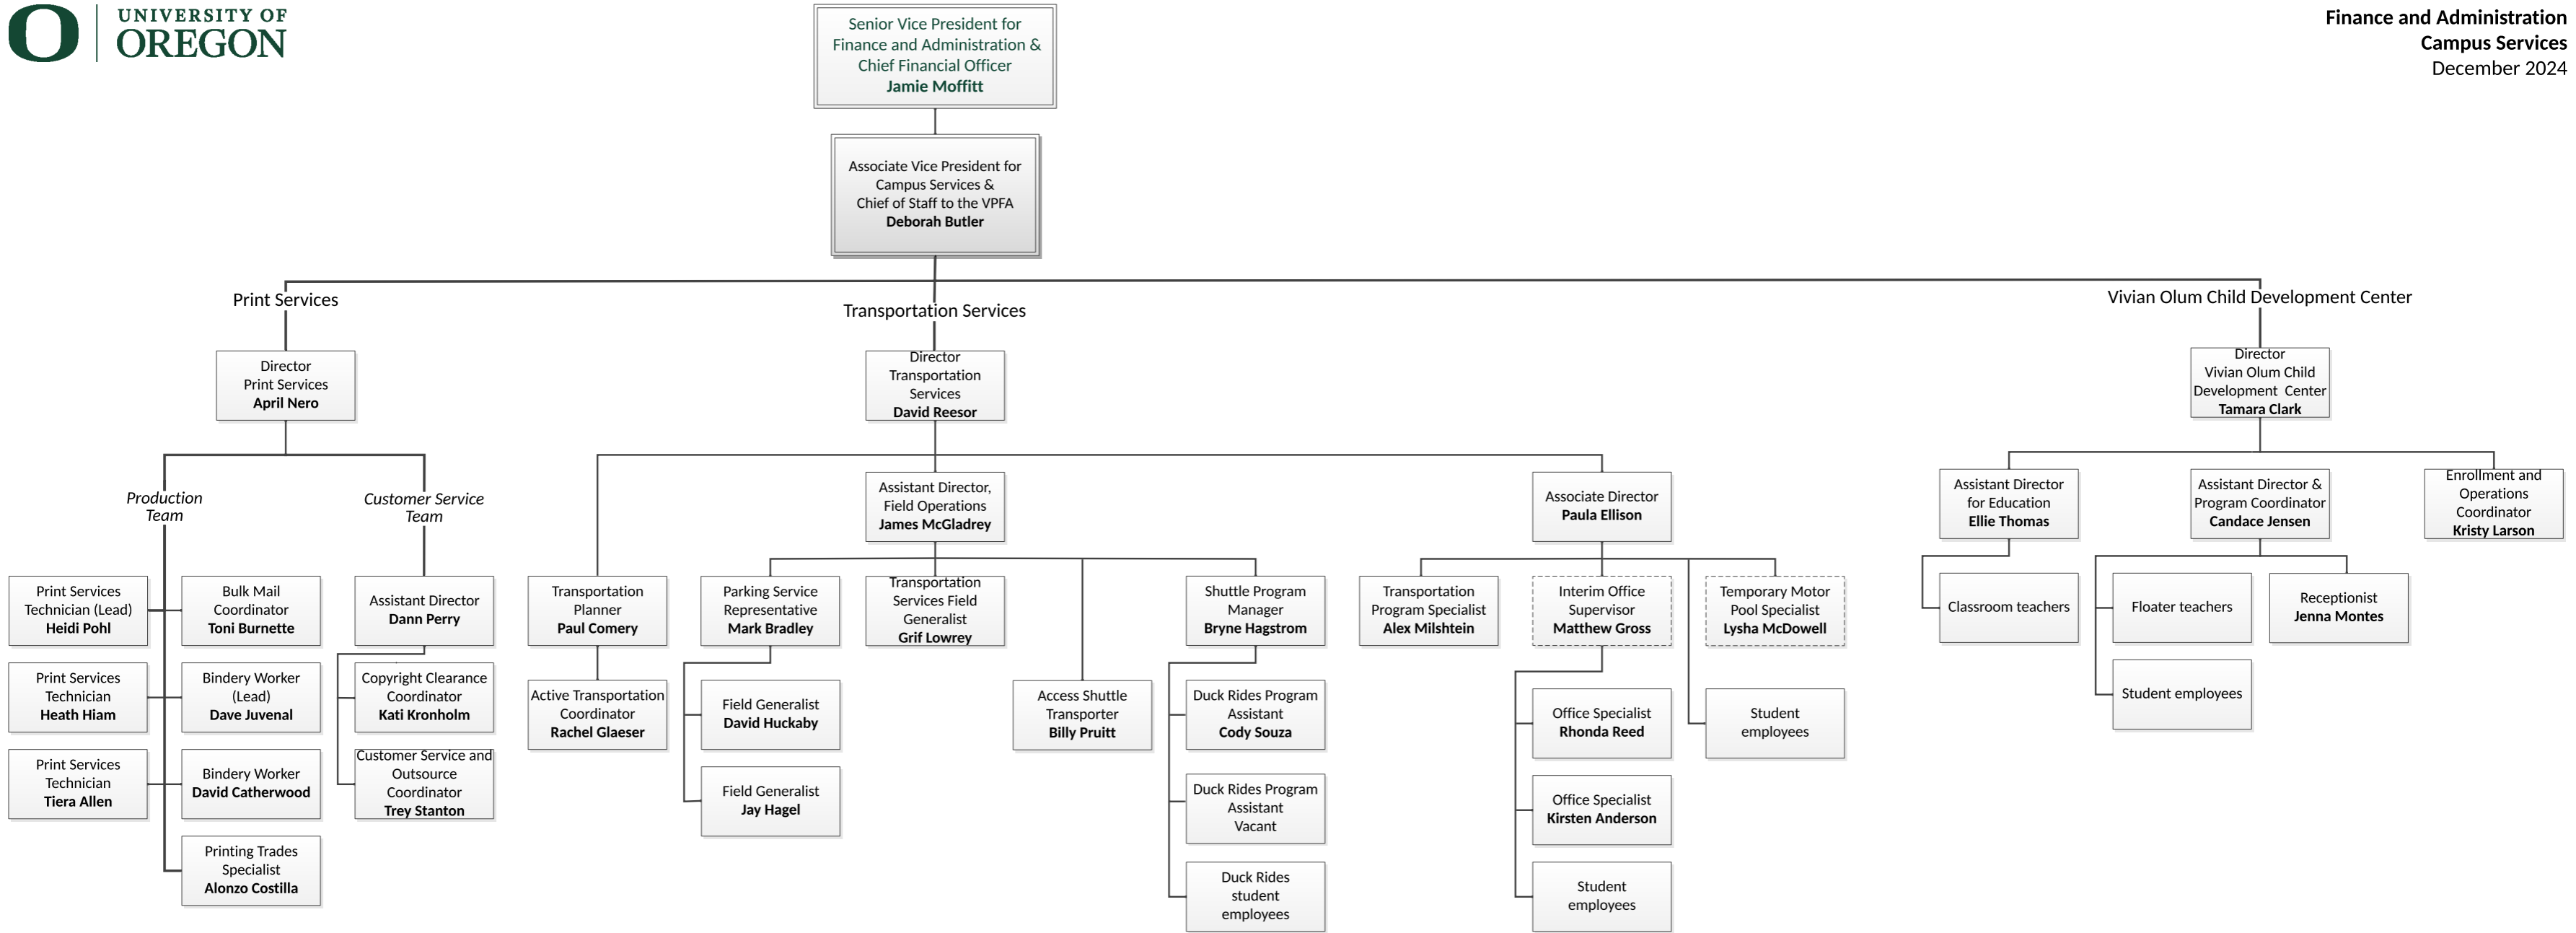 UNIVERSITY OF
OREGON
Finance and Administration
Campus Services
December 2024
Senior Vice President for
Finance and Administration &
Chief Financial Officer
Jamie Moffitt
Associate Vice President for
Campus Services &
Chief of Staff to the VPFA
Deborah Butler
Print Services
Transportation Services
Vivian Olum Child Development Center
Director
Print Services
April Nero
Director
Transportation
Services
David Reesor
Director
Vivian Olum Child
Development Center
Tamara Clark
Production
Team
Customer Service
Team
Assistant Director,
Field Operations
James McGladrey
Associate Director
Paula Ellison
Assistant Director
for Education
Ellie Thomas
Assistant Director &
Program Coordinator
Candace Jensen
Enrollment and
Operations
Coordinator
Kristy Larson
Print Services
Technician (Lead)
Heidi Pohl
Bulk Mail
Coordinator
Toni Burnette
Assistant Director
Dann Perry
Transportation
Planner
Paul Comery
Parking Service
Representative
Mark Bradley
Transportation
Services Field
Generalist
Grif Lowrey
Shuttle Program
Manager
Bryne Hagstrom
Transportation
Program Specialist
Alex Milshtein
Interim Office
Supervisor
Matthew Gross
Temporary Motor
Pool Specialist
Lysha McDowell
Classroom teachers
Floater teachers
Receptionist
Jenna Montes
Print Services
Technician
Heath Hiam
Bindery Worker
(Lead)
Dave Juvenal
Copyright Clearance
Coordinator
Kati Kronholm
Active Transportation
Coordinator
Rachel Glaeser
Field Generalist
David Huckaby
Access Shuttle
Transporter
Billy Pruitt
Duck Rides Program
Assistant
Cody Souza
Office Specialist
Rhonda Reed
Student
employees
Student employees
Print Services
Technician
Tiera Allen
Bindery Worker
David Catherwood
Customer Service and
Outsource
Coordinator
Trey Stanton
Field Generalist
Jay Hagel
Duck Rides Program
Assistant
Vacant
Office Specialist
Kirsten Anderson
Printing Trades
Specialist
Alonzo Costilla
Duck Rides
student
employees
Student
employees